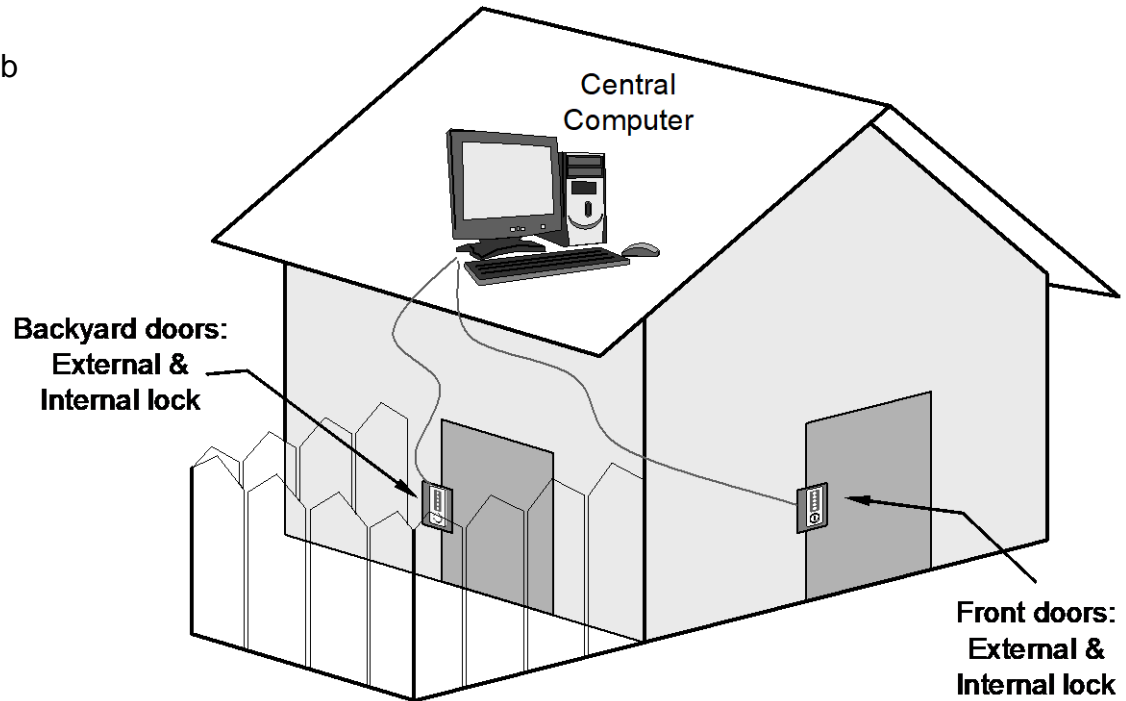 b
Central
Computer
Backyard doors:
External &
Internal lock
Front doors:
External &
Internal lock